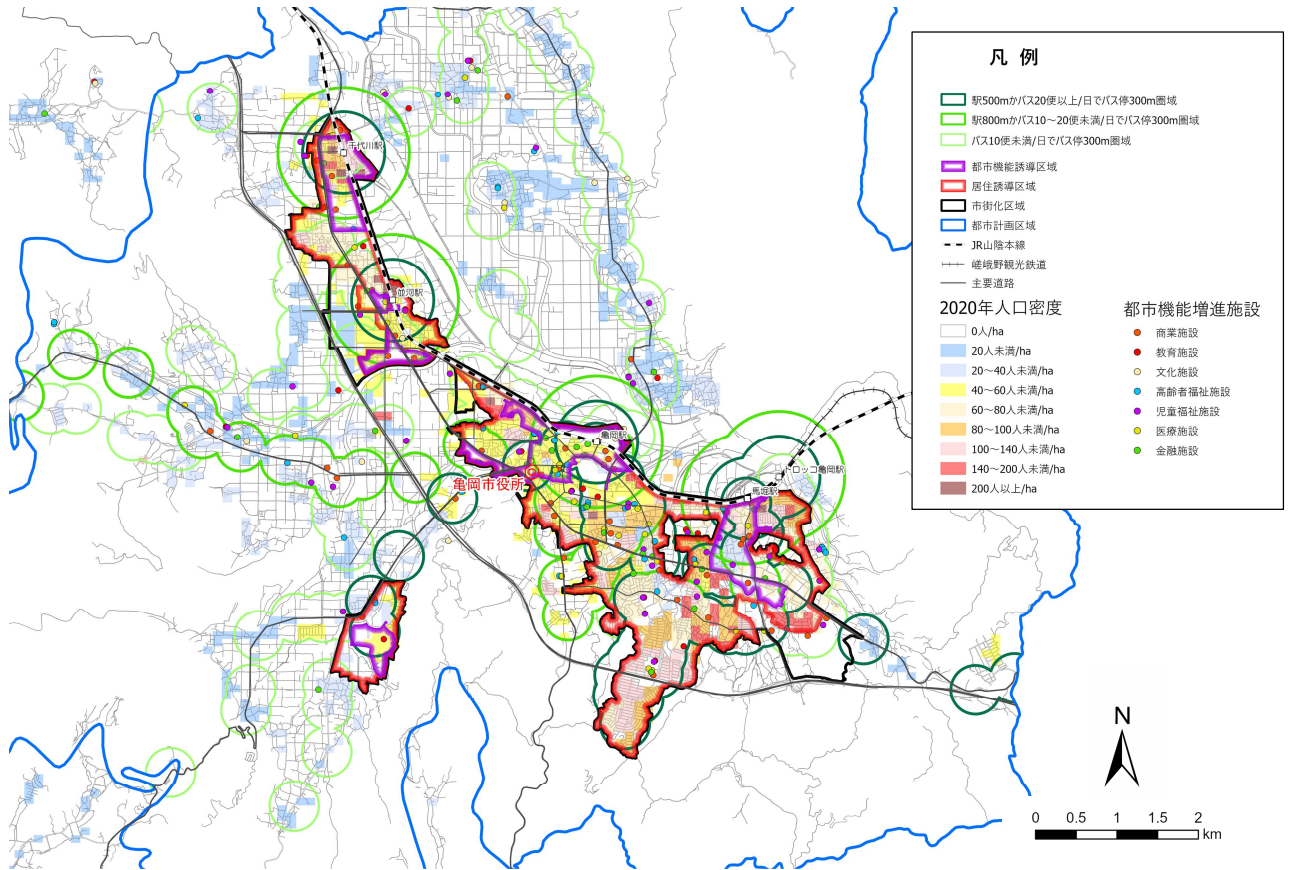 凡 例
駅500mかバス20便以上/日でバス停300m圏域
駅800mかバス10～20便未満/日でバス停300m圏域
バス10便未満/日でバス停300m圏域
都市機能誘導区域
居住誘導区域
市街化区域
都市計画区域
JR山陰本線
嵯峨野観光鉄道
主要道路
2020年人口密度
0人/ha
20人未満/ha
20～40人未満/ha
40～60人未満/ha
60～80人未満/ha
80～100人未満/ha
100～140人未満/ha
140～200人未満/ha
200人以上/ha
都市機能増進施設
商業施設
教育施設
文化施設
高齢者福祉施設
児童福祉施設
医療施設
金融施設
千代川駅
並河駅
亀岡駅
トロッコ亀岡駅
亀岡市役所
馬堀駅
N
0 0.5 1 1.5 2
km